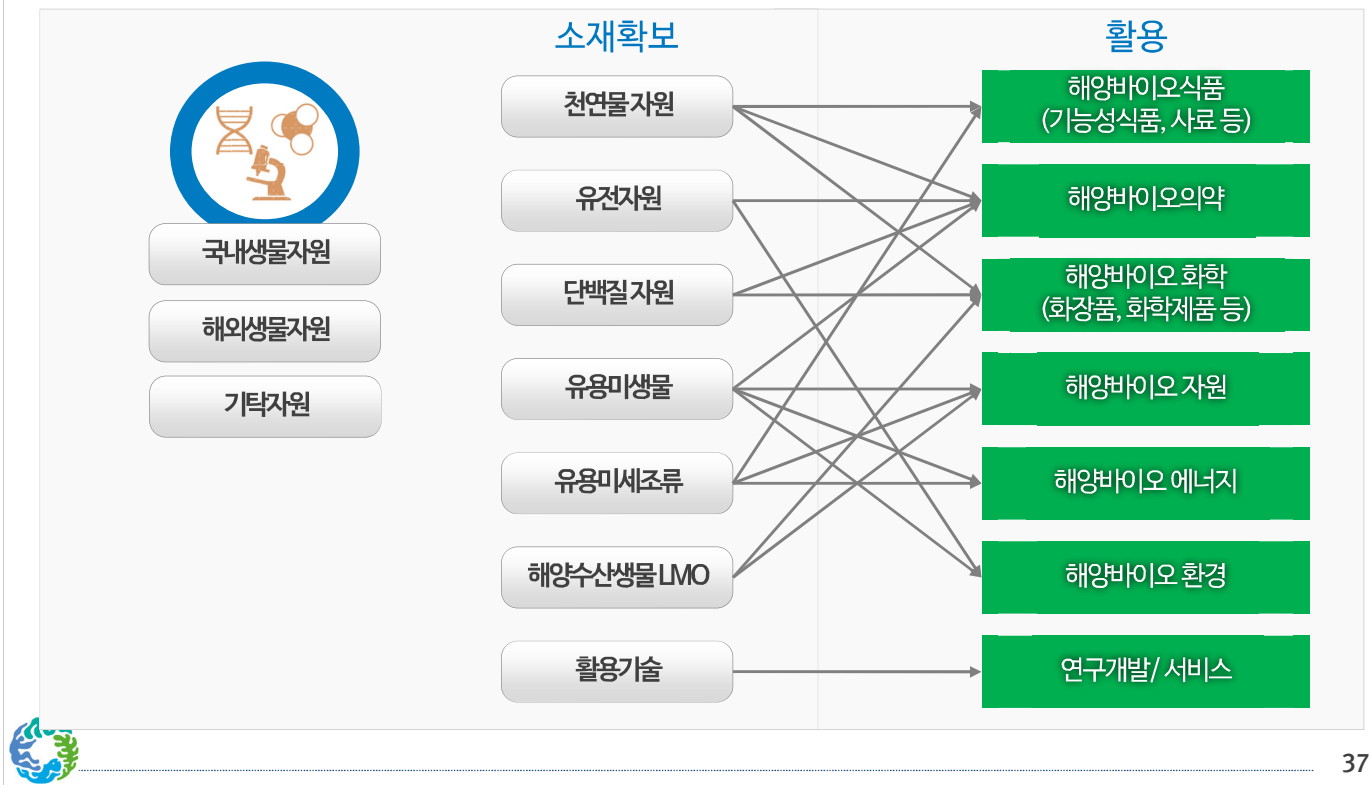 소재확보
활용
국내생물자원
해외생물자원
기탁자원
천연물 자원
유전자원
단백질 자원
유용미생물
유용미세조류
해양수산생물 LMO
활용기술
해양바이오식품
(기능성식품, 사료 등)
해양바이오의약
해양바이오 화학
(화장품, 화학제품 등)
해양바이오 자원
해양바이오 에너지
해양바이오 환경
연구개발/ 서비스
37